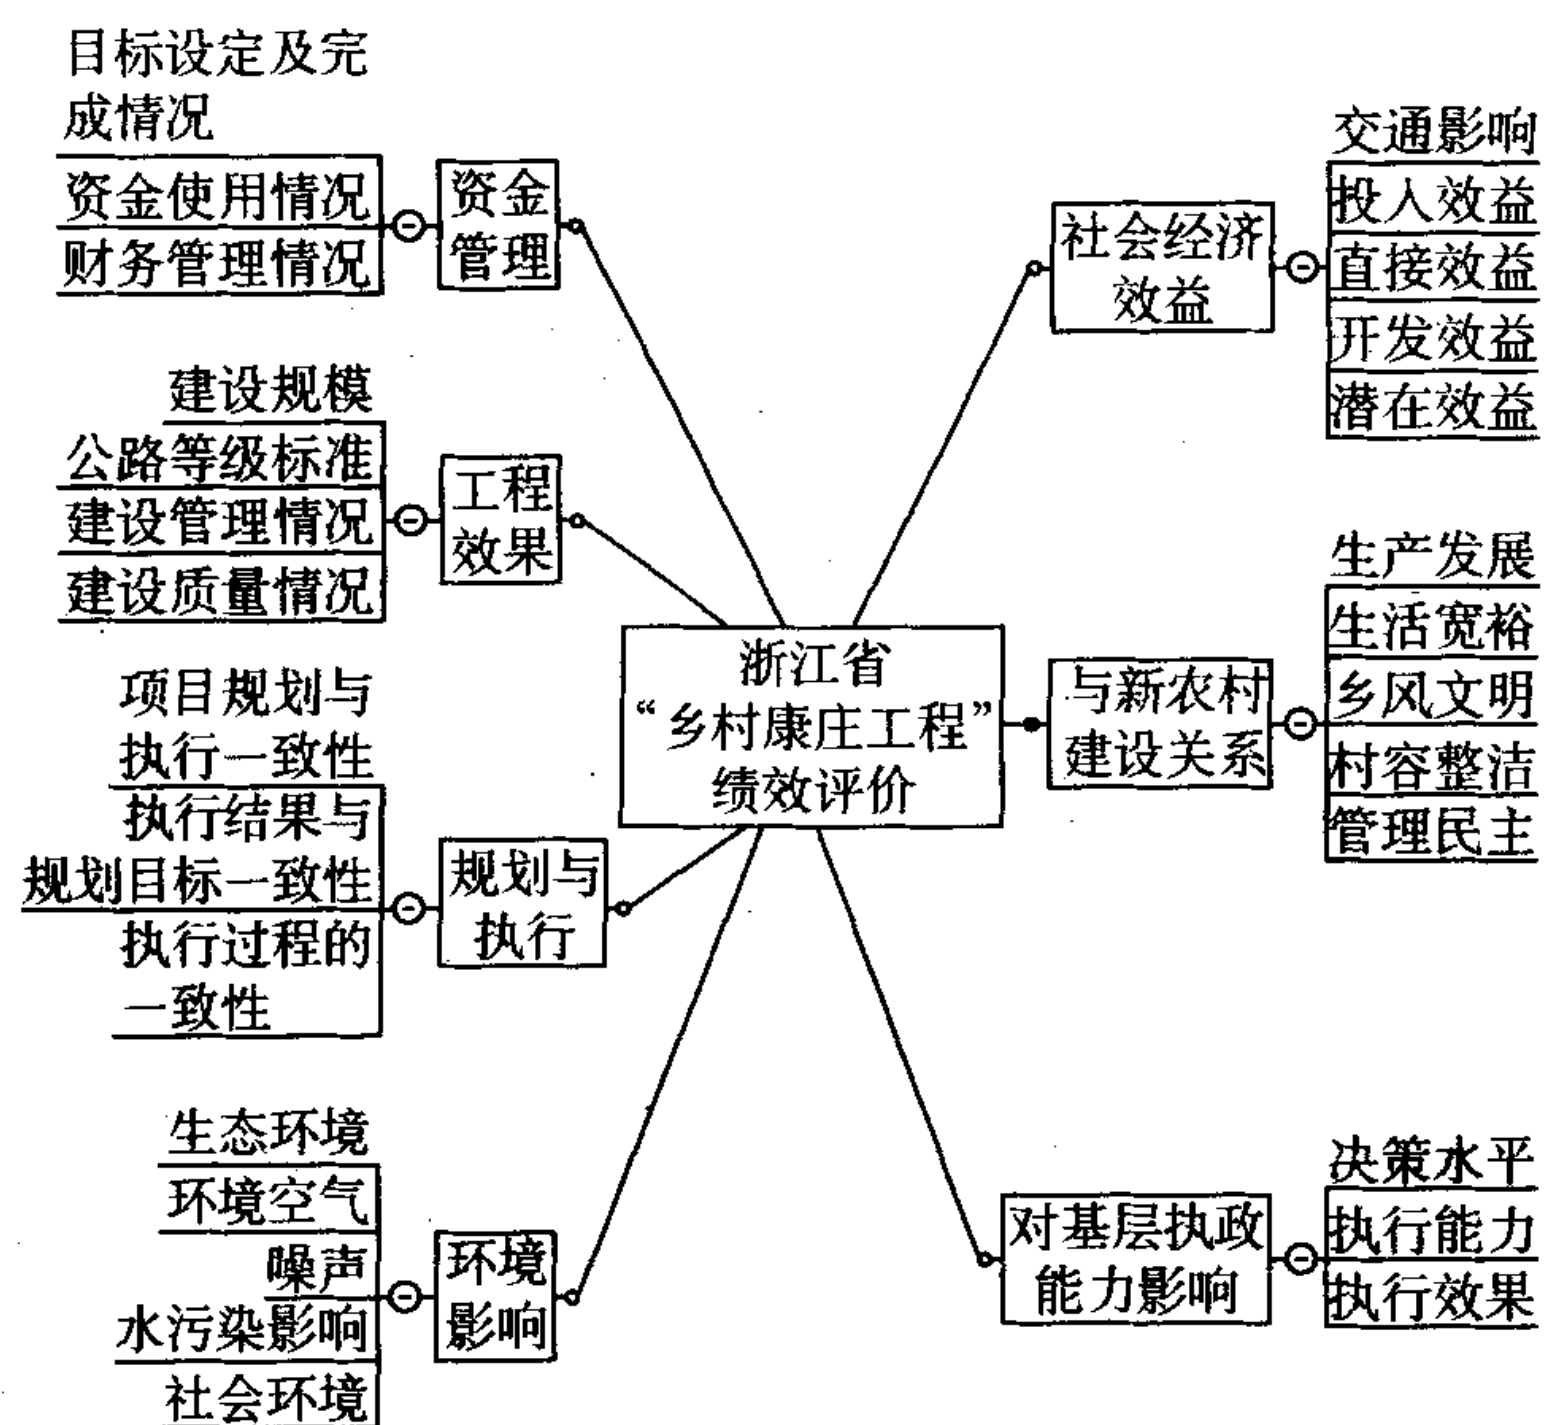 目标设定及完
成情况
资金使用情况
财务管理情况
资金
管理
建设规模
公路等级标准
建设管理情况
建设质量情况
工程
效果
项目规划与
执行一致性
执行结果与
规划目标一致性
执行过程的
一致性
规划与
执行
生态环境
环境空气
噪声
水污染影响
社会环境
环境
影响
浙江省
“乡村康庄工程”
绩效评价
社会经济
效益
交通影响
投入效益
直接效益
开发效益
潜在效益
与新农村
建设关系
生产发展
生活宽裕
乡风文明
村容整洁
管理民主
对基层执政
能力影响
决策水平
执行能力
执行效果